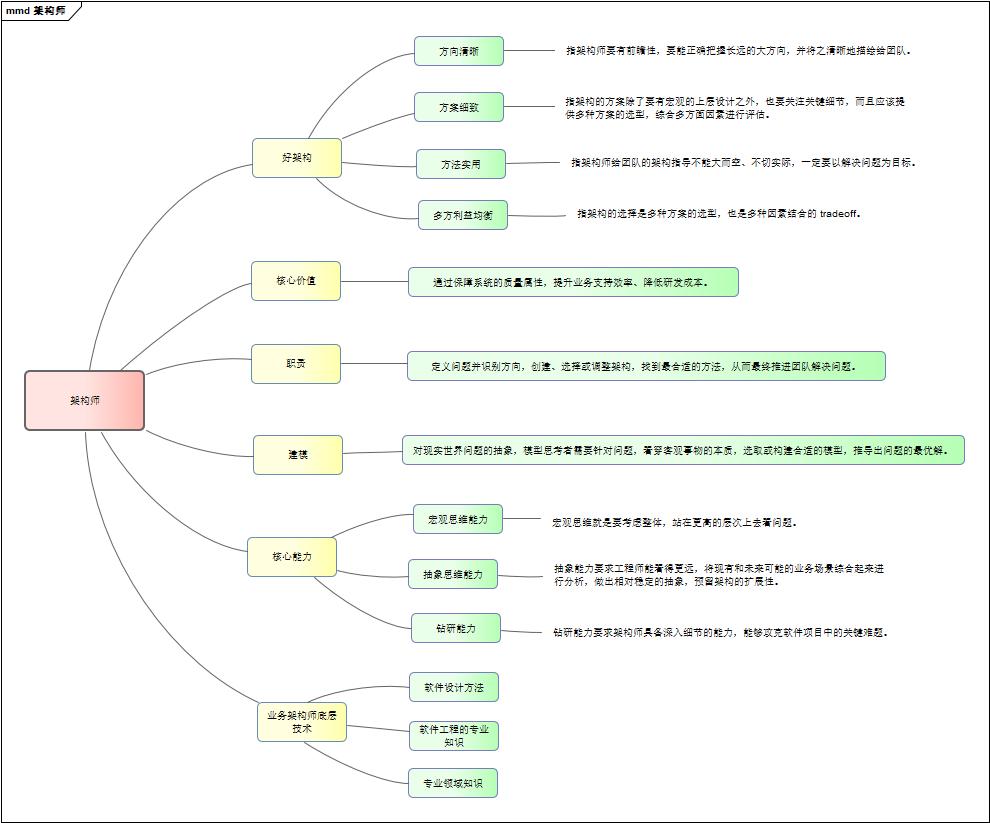 mmd 架构师
方向清晰
指架构师要有前瞻性，要能正确把握长远的大方向，并将之清晰地描绘给团队。
方案细致
指架构的方案除了要有宏观的上层设计之外，也要关注关键细节，而且应该提
供多种方案的选型，综合多方面因素进行评估。
好架构
方法实用
指架构师给团队的架构指导不能大而空、不切实际，一定要以解决问题为目标。
多方利益均衡
指架构的选择是多种方案的选型，也是多种因素结合的 tradeoff。
核心价值
通过保障系统的质量属性，提升业务支持效率、降低研发成本。
职责
定义问题并识别方向，创建、选择或调整架构，找到最合适的方法，从而最终推进团队解决问题。
架构师
建模
对现实世界问题的抽象，模型思考者需要针对问题，看穿客观事物的本质，选取或构建合适的模型，推导出问题的最优解。
宏观思维能力
宏观思维就是要考虑整体，站在更高的层次上去看问题。
核心能力
抽象思维能力
抽象能力要求工程师能看得更远，将现有和未来可能的业务场景综合起来进
行分析，做出相对稳定的抽象，预留架构的扩展性。
钻研能力
钻研能力要求架构师具备深入细节的能力，能够攻克软件项目中的关键难题。
软件设计方法
业务架构师底层
技术
软件工程的专业
知识
专业领域知识